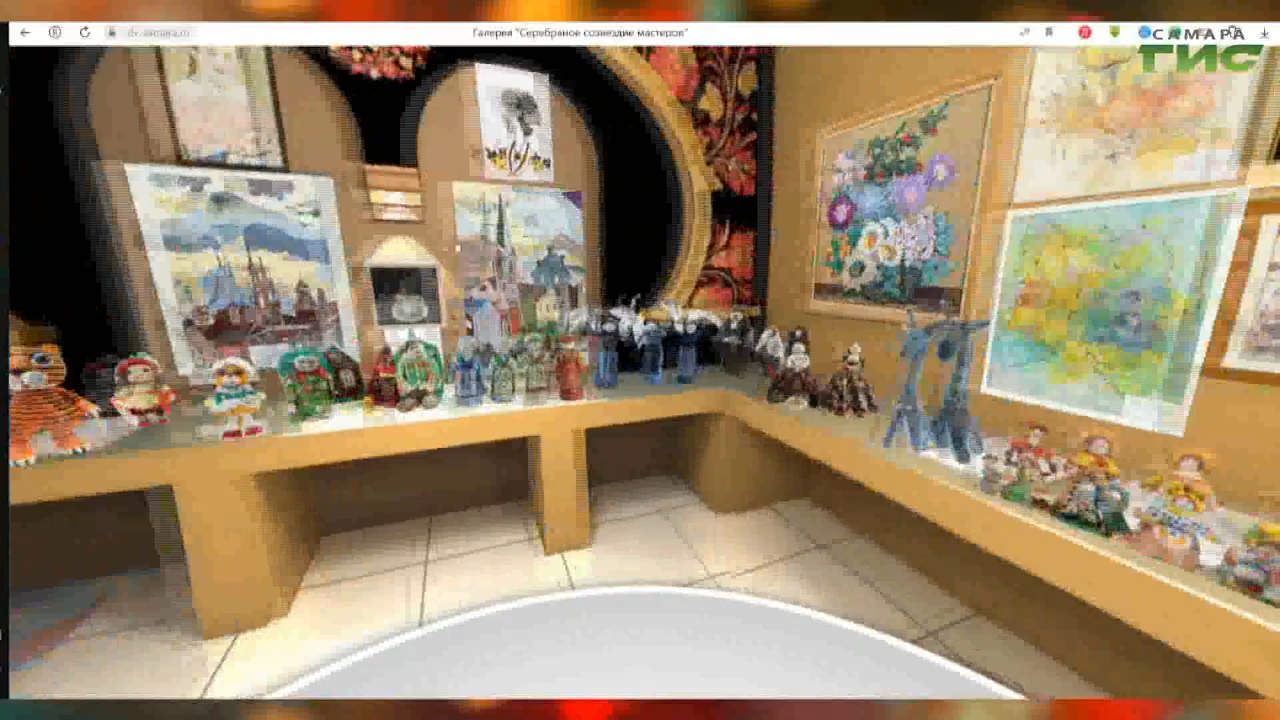 Галерея "Серебряное созвездие мастеров"
САМАРА
ГИС